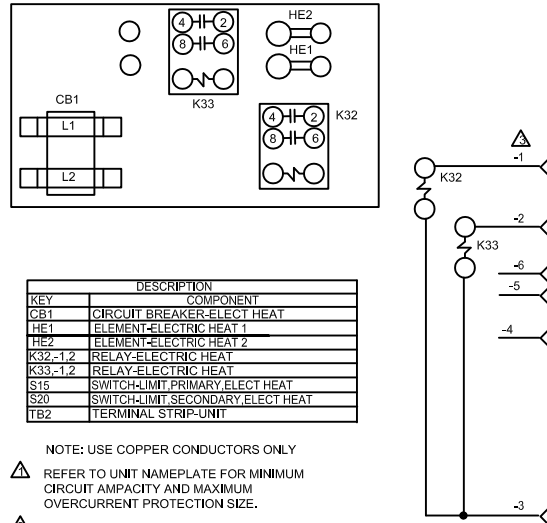 4 2
8 6
K33
HE2
HE1
CB1
L1
L2
K32
4 2
8 6
3
-1
K32
-2
K33
-6
-5
-4
-3
DESCRIPTION
KEY COMPONENT
CB1 CIRCUIT BREAKER-ELECT HEAT
HE1 ELEMENT-ELECTRIC HEAT 1
HE2 ELEMENT-ELECTRIC HEAT 2
K32,-1,2 RELAY-ELECTRIC HEAT
K33,-1,2 RELAY-ELECTRIC HEAT
S15 SWITCH-LIMIT,PRIMARY,ELECT HEAT
S20 SWITCH-LIMIT,SECONDARY,ELECT HEAT
TB2 TERMINAL STRIP-UNIT
NOTE: USE COPPER CONDUCTORS ONLY
1 REFER TO UNIT NAMEPLATE FOR MINIMUM
CIRCUIT AMPACITY AND MAXIMUM
OVERCURRENT PROTECTION SIZE.